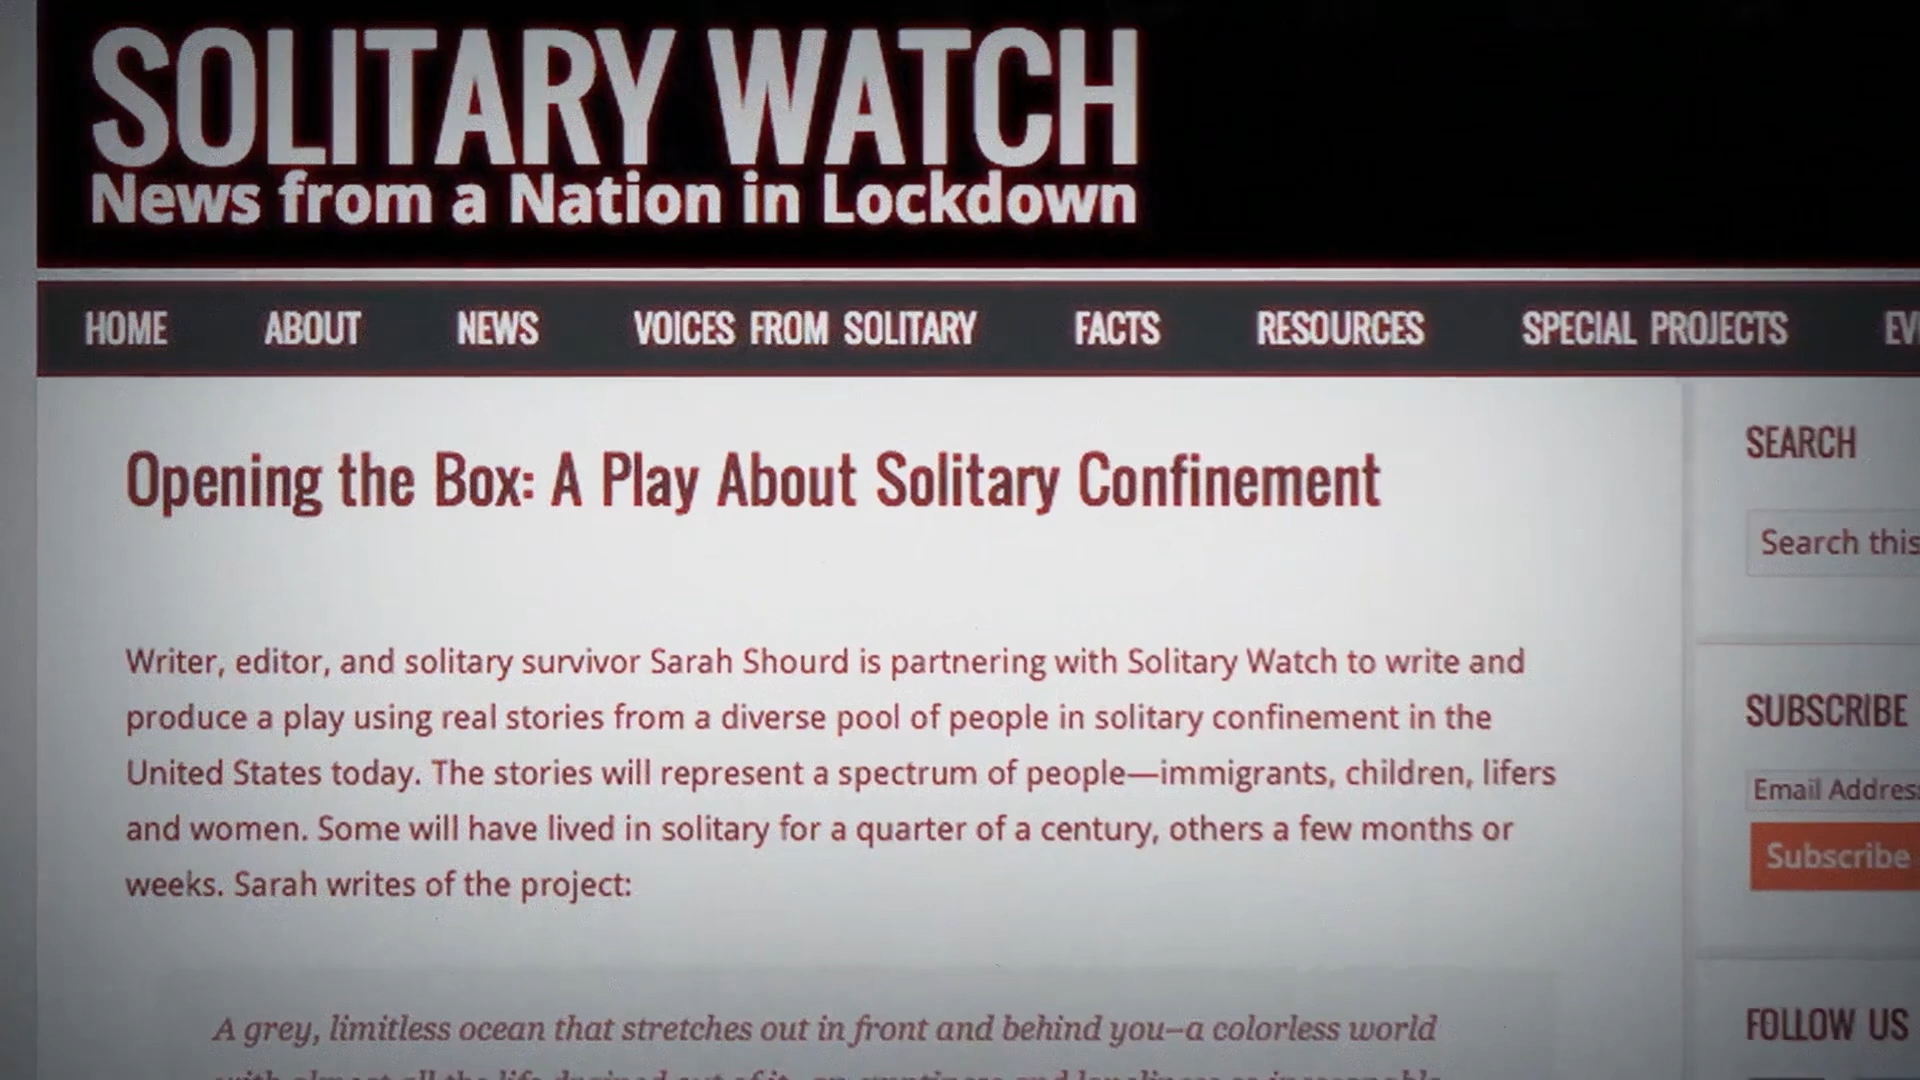 SOLITARY WATCH
News from a Nation in Lockdown
HOME ABOUT NEWS VOICES FROM SOLITARY FACTS RESOURCES SPECIAL PROJECTS
Opening the Box: A Play About Solitary Confinement
Writer, editor, and solitary survivor Sarah Shourd is partnering with Solitary Watch to write and
produce a play using real stories from a diverse pool of people in solitary confinement in the
United States today. The stories will represent a spectrum of people—immigrants, children, lifers
and women. Some will have lived in solitary for a quarter of a century, others a few months or
weeks. Sarah writes of the project:
A grey, limitless ocean that stretches out in front and behind you–a colorless world
SEARCH
Search this
SUBSCRIBE
Email Address
Subscribe
FOLLOW US